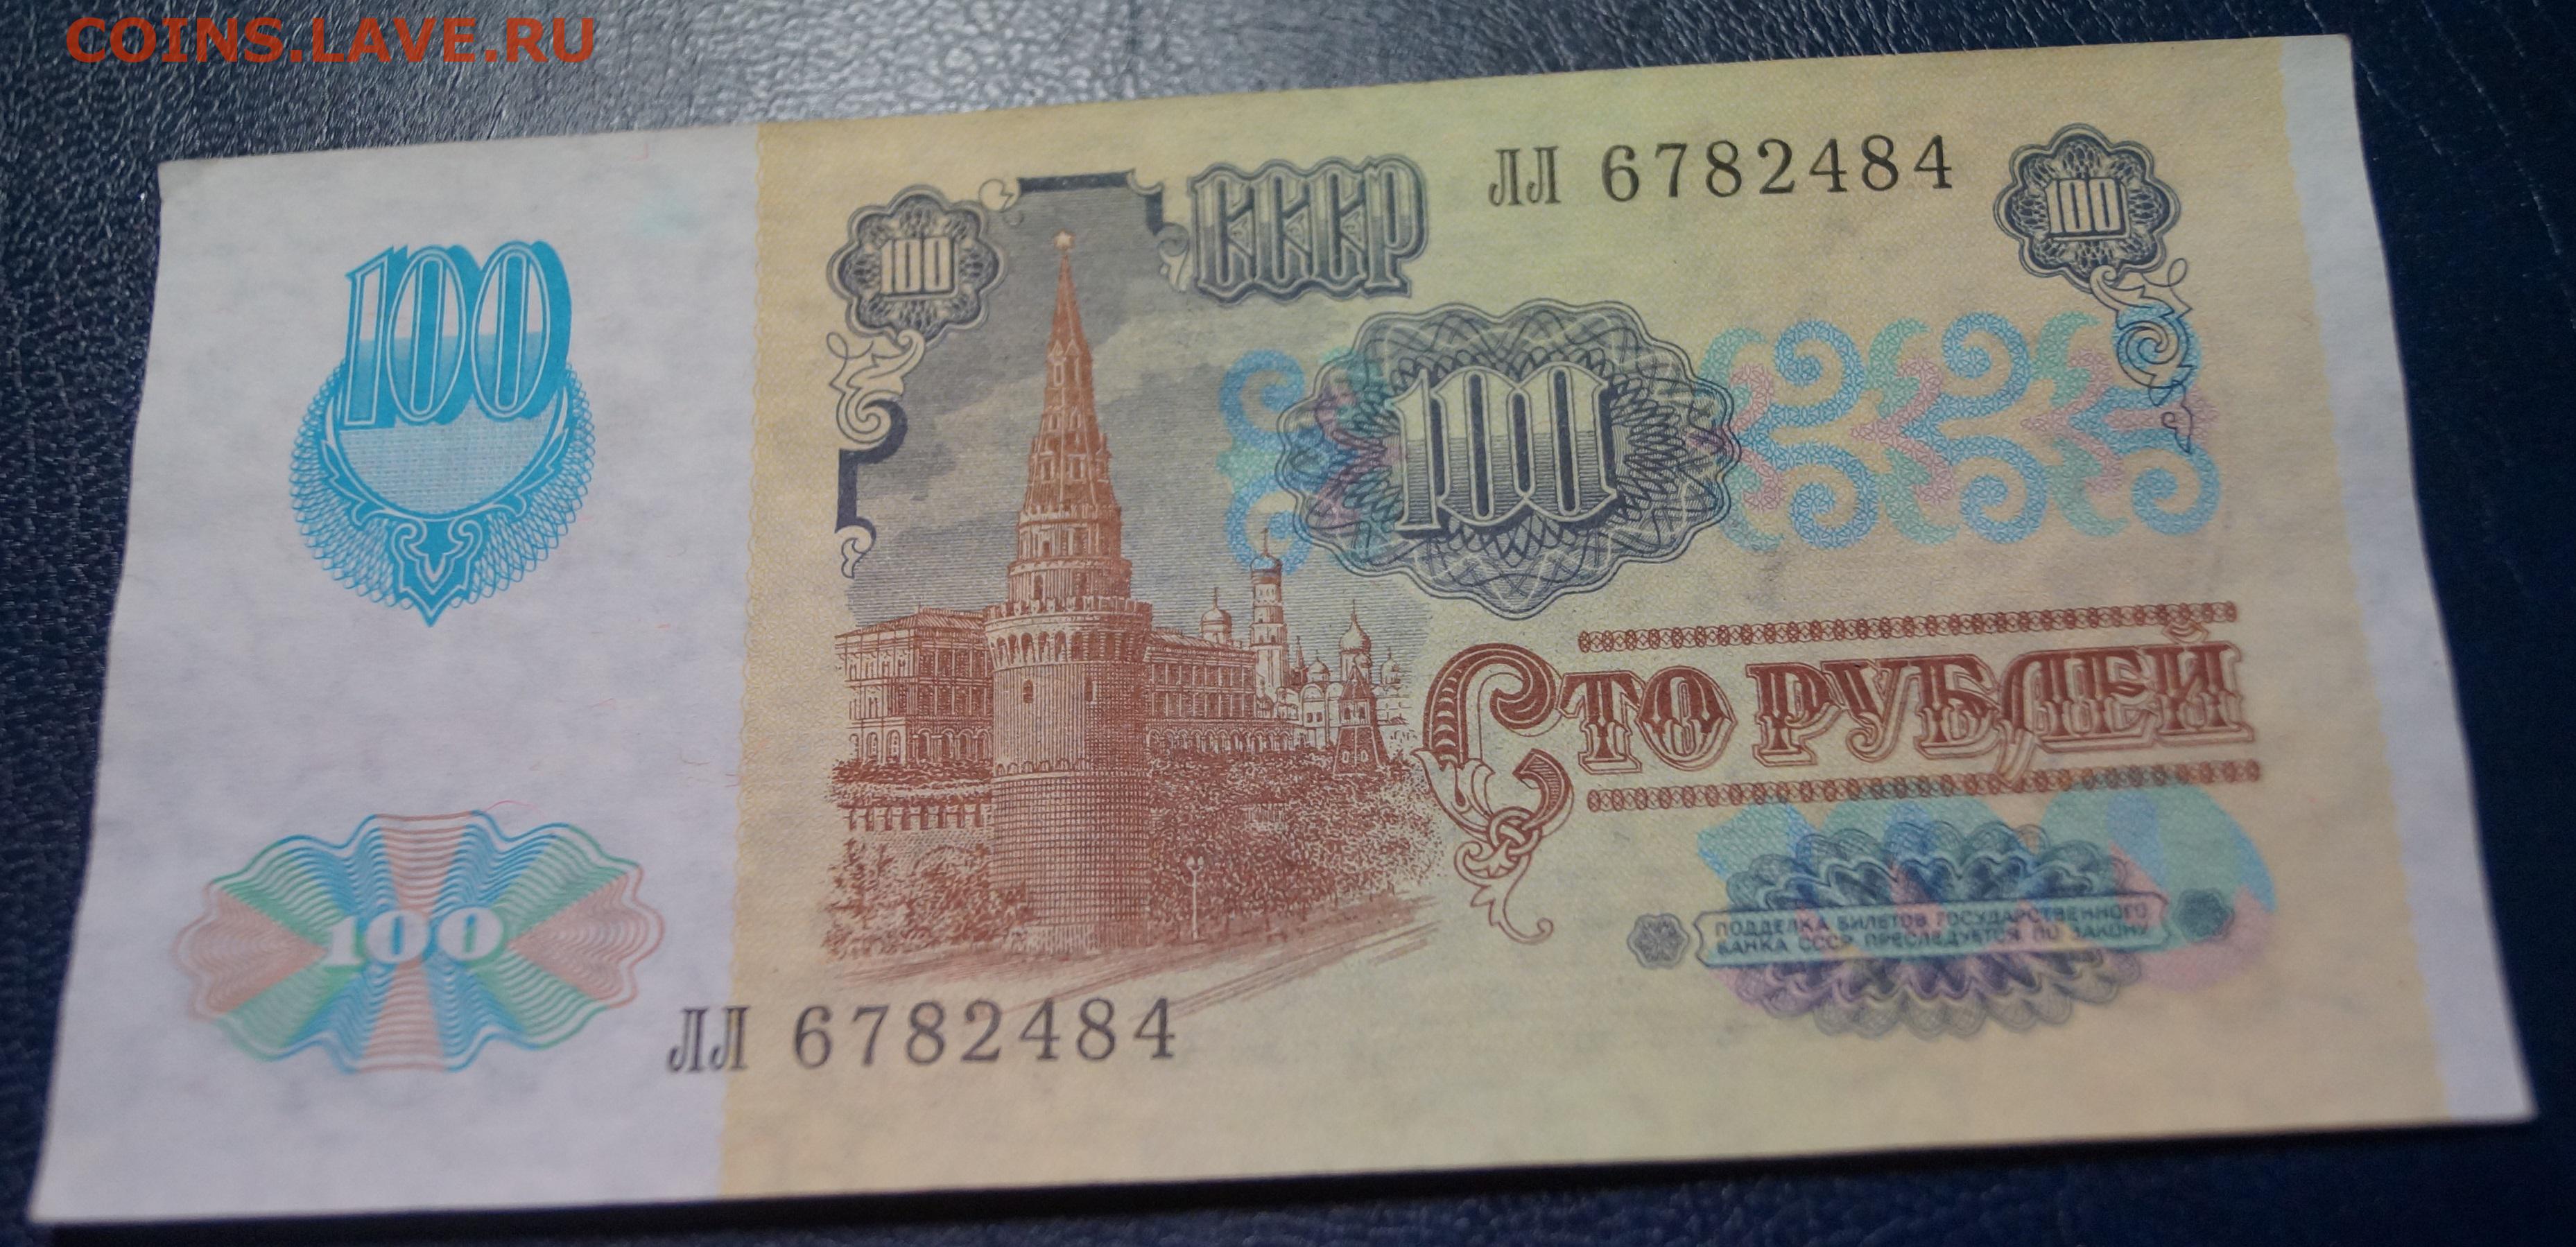 COINS.LAVE.RU
ЛЛ 6782484
100
СССР
100
100
100
СТО РУБЛЕЙ
100
ПОДДЕЛКА БИЛЕТОВ ГОСУДАРСТВЕННОГО
БАНКА СССР ПРЕСЛЕДУЕТСЯ ПО ЗАКОНУ
ЛЛ 6782484